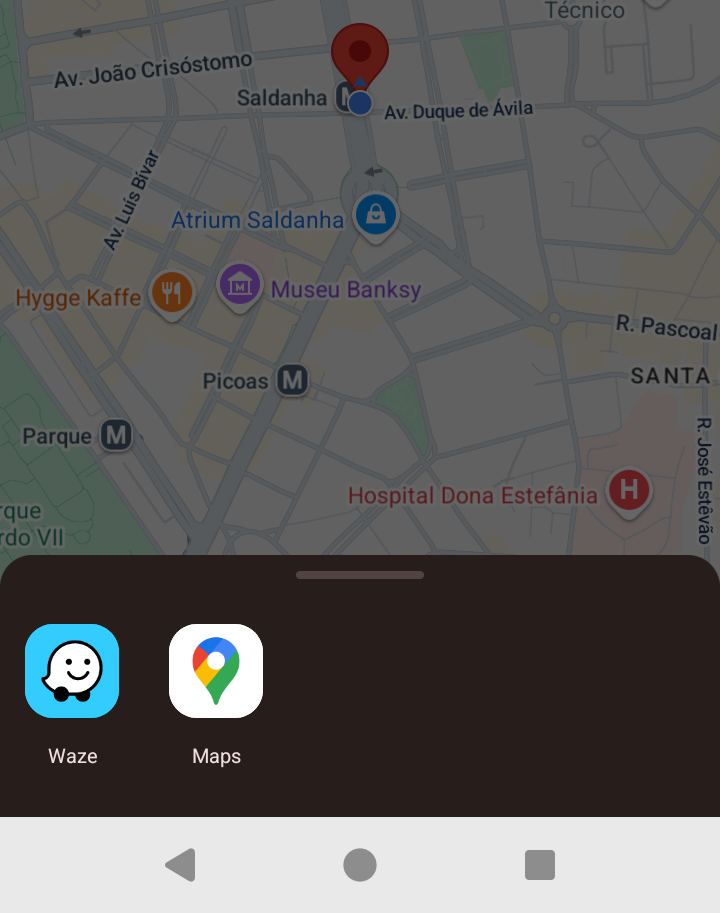 Técnico
Av. João Crisóstomo
Saldanha
Av. Duque de Ávila
Av. Luís Bívar
Atrium Saldanha
Hygge Kaffe
M
Museu Banksy
R. Pascoal
Picoas M
SANTA
Parque M
R. José Estêvão
Hospital Dona Estefânia H
rque
rdo VII
Waze
Maps